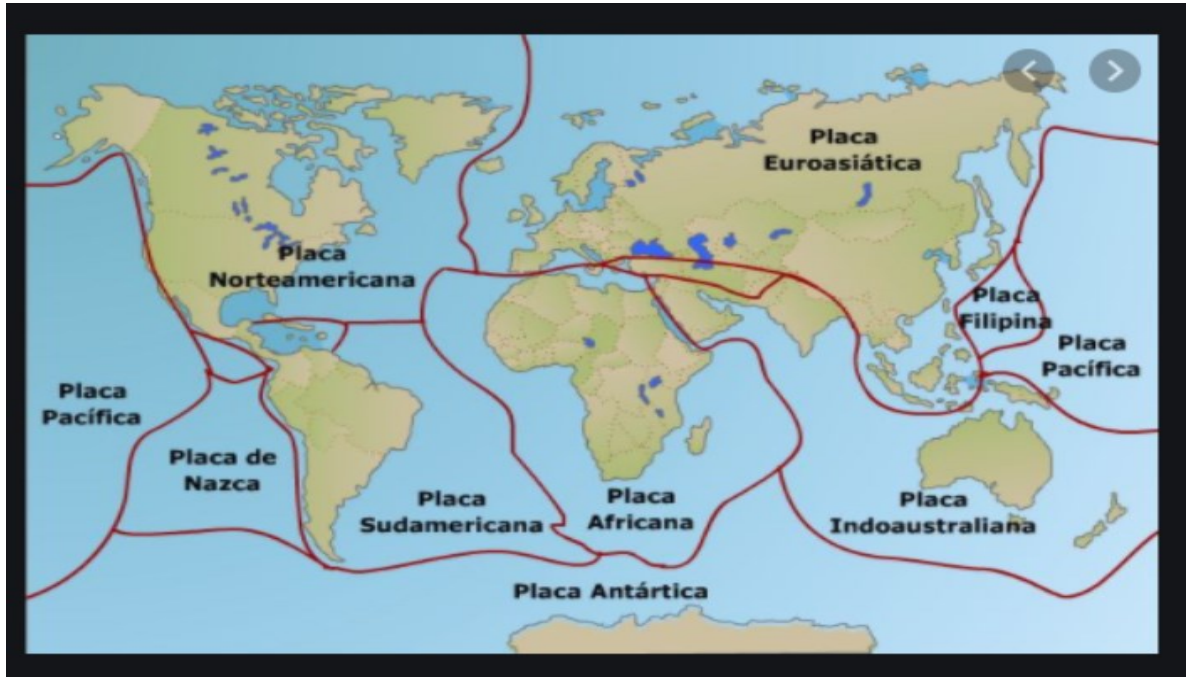 Placa
Euroasiática
Placa
Norteamericana
Placa
Filipina
Placa
Pacífica
Placa
Pacífica
Placa de
Nazca
Placa
Sudamericana
Placa
Africana
Placa
Indoaustraliana
Placa Antártica